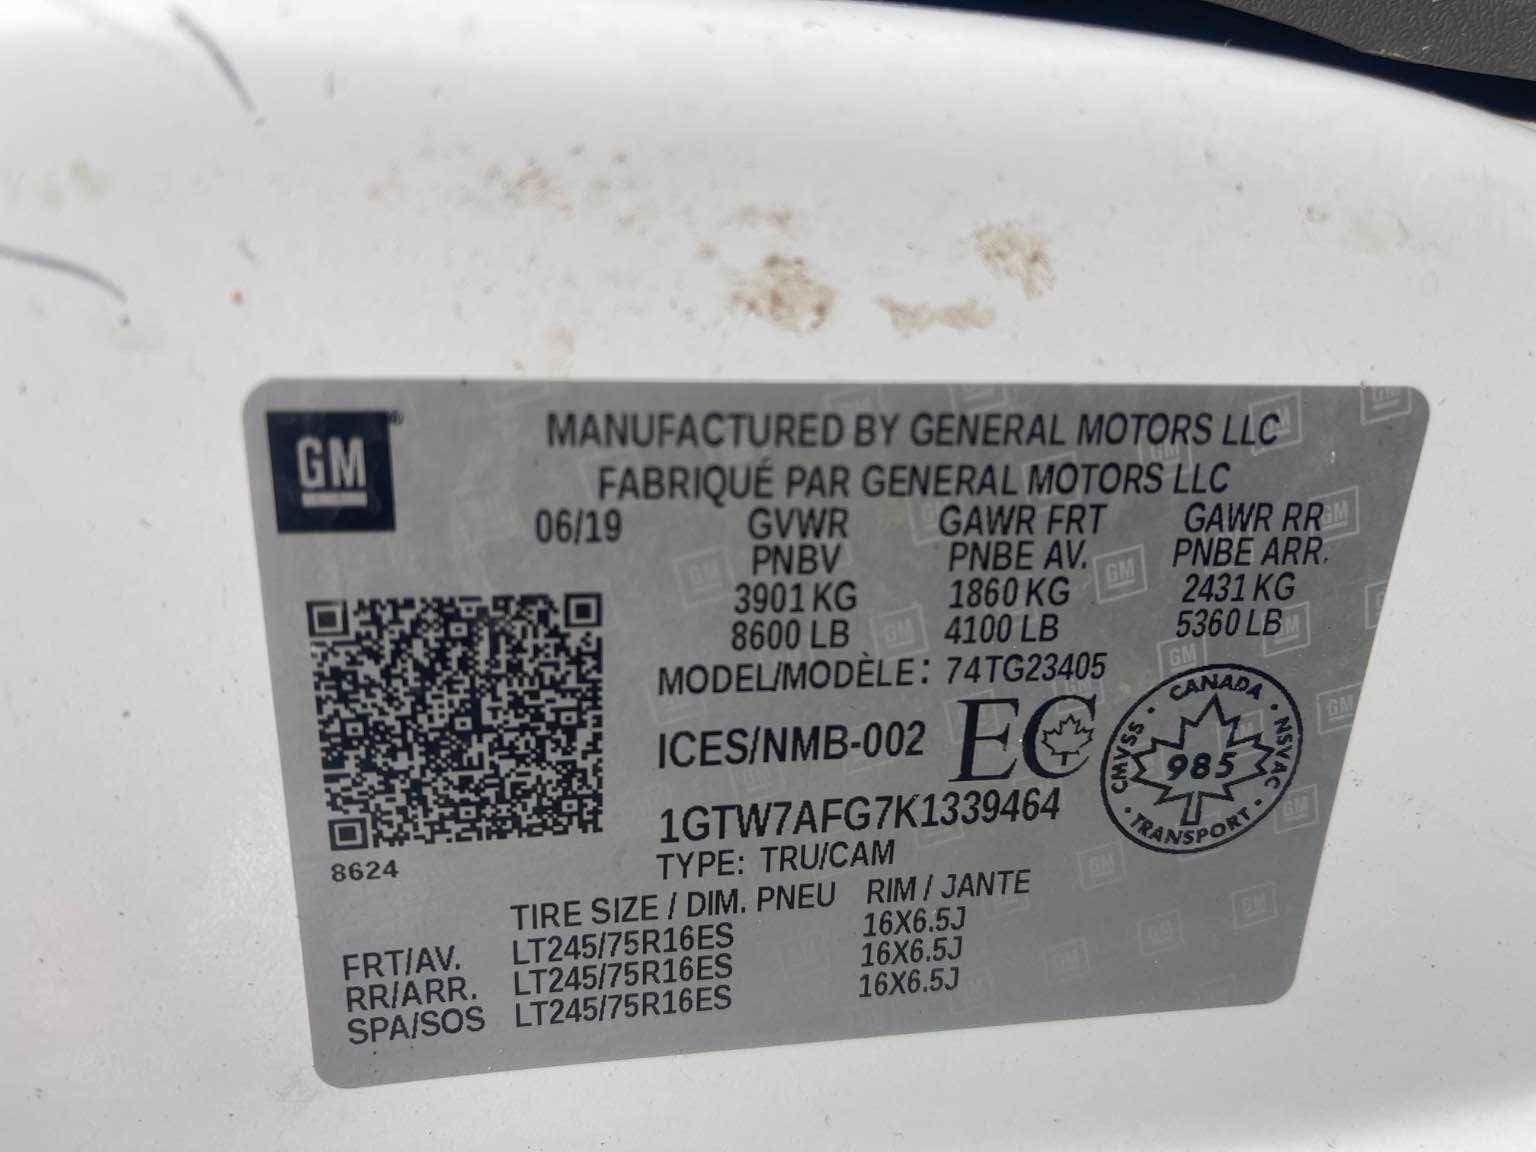 GM
MANUFACTURED BY GENERAL MOTORS LLC
FABRIQUÉ PAR GENERAL MOTORS LLC
06/19 GVWR GAWR FRT GAWR RR
PNBV PNBE AV. PNBE ARR.
3901 KG 1860 KG 2431 KG
8600 LB 4100 LB 5360 LB
MODEL/MODÈLE: 74TG23405
ICES/NMB-002 EC
CANADA
CMVSS 985 NSVAC
TRANSPORT
1GTW7AFG7K1339464
8624
TYPE: TRU/CAM
TIRE SIZE / DIM. PNEU RIM / JANTE
FRT/AV. LT245/75R16ES 16X6.5J
RR/ARR. LT245/75R16ES 16X6.5J
SPA/SOS LT245/75R16ES 16X6.5J